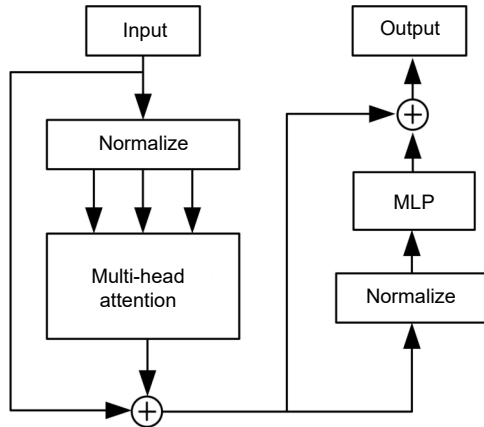 Input
Normalize
Multi-head
attention
Output
MLP
Normalize